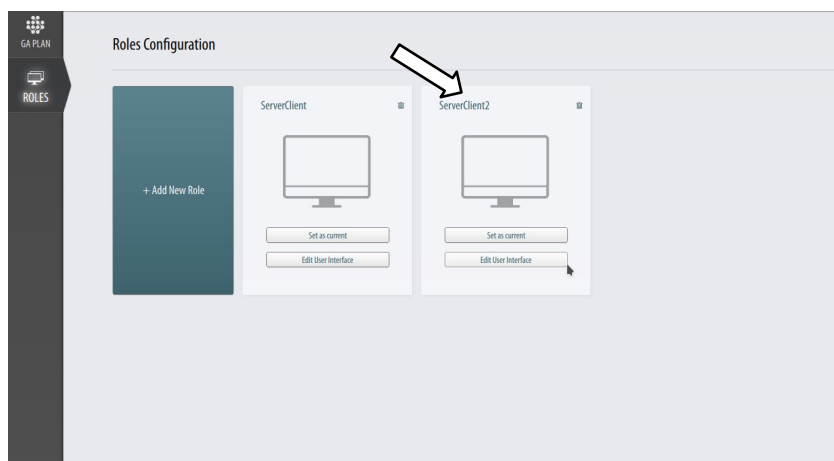 GA PLAN
ROLES
Roles Configuration
+ Add New Role
ServerClient
Set as current
Edit User Interface
ServerClient2
Set as current
Edit User Interface